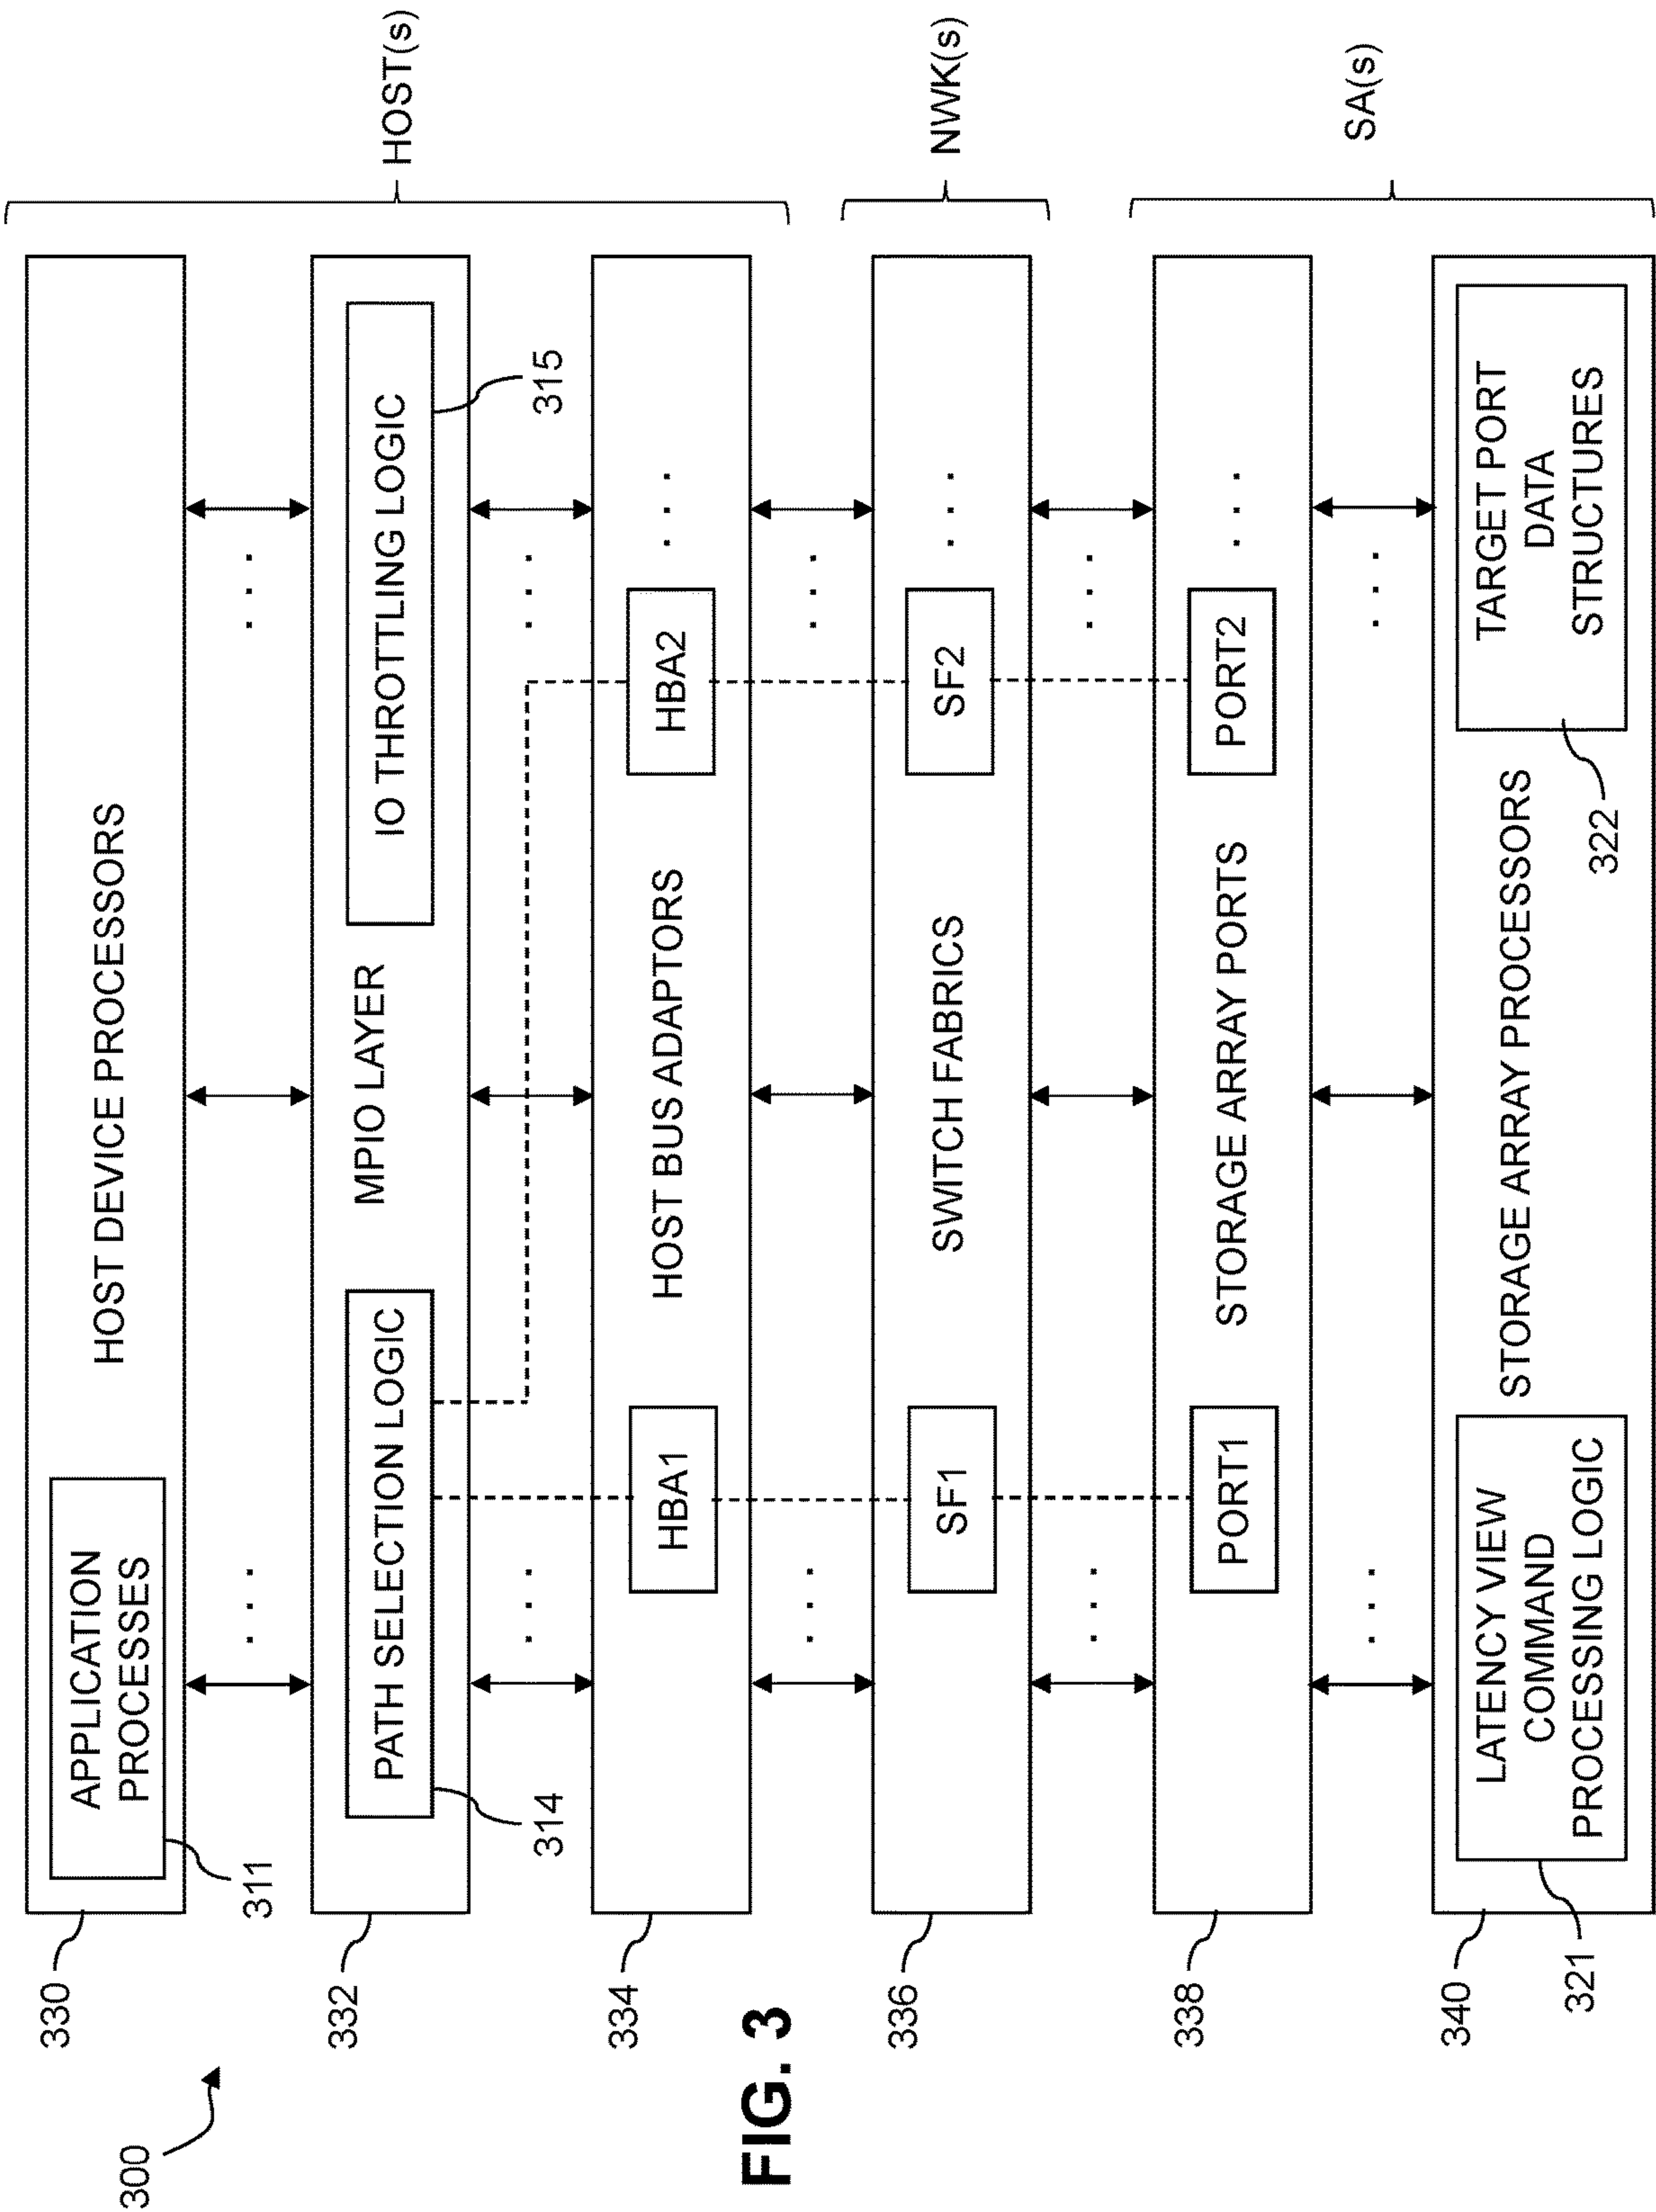 300
330
HOST DEVICE PROCESSORS
APPLICATION
PROCESSES
311
332
PATH SELECTION LOGIC
314
MPIO LAYER
IO THROTTLING LOGIC
315
334
HBA1
HOST BUS ADAPTORS
HBA2
. . .
HOST(s)
336
SF1
SWITCH FABRICS
SF2
. . .
NWK(s)
338
PORT1
STORAGE ARRAY PORTS
PORT2
. . .
340
LATENCY VIEW
COMMAND
PROCESSING LOGIC
321
STORAGE ARRAY PROCESSORS
TARGET PORT
DATA
STRUCTURES
322
SA(s)
FIG. 3